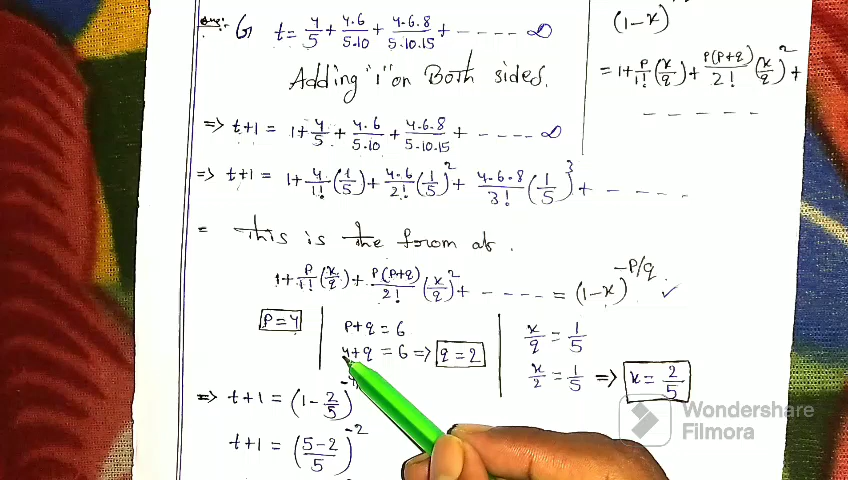 Ans:- G t = 4/5 + 4.6/5.10 + 4.6.8/5.10.15 + - - - - ∞
Adding "1" on Both sides.
=> t+1 = 1 + 4/5 + 4.6/5.10 + 4.6.8/5.10.15 + - - - - ∞
=> t+1 = 1 + 4/1! (1/5) + 4.6/2! (1/5)^2 + 4.6.8/3! (1/5)^3 + - - - -
= This is the form at.
1 + P/1! (x/q) + P(P+q)/2! (x/q)^2 + - - - - = (1-x)^-P/q ✓
P=4
P+q = 6
4+q = 6 => q = 2
x/q = 1/5
x/2 = 1/5 => x = 2/5
=> t+1 = (1 - 2/5)
t+1 = (5-2/5)^-2
(1-x)
= 1 + P/1! (x/q) + P(P+q)/2! (x/q)^2 +
- - - - -
Wondershare
Filmora